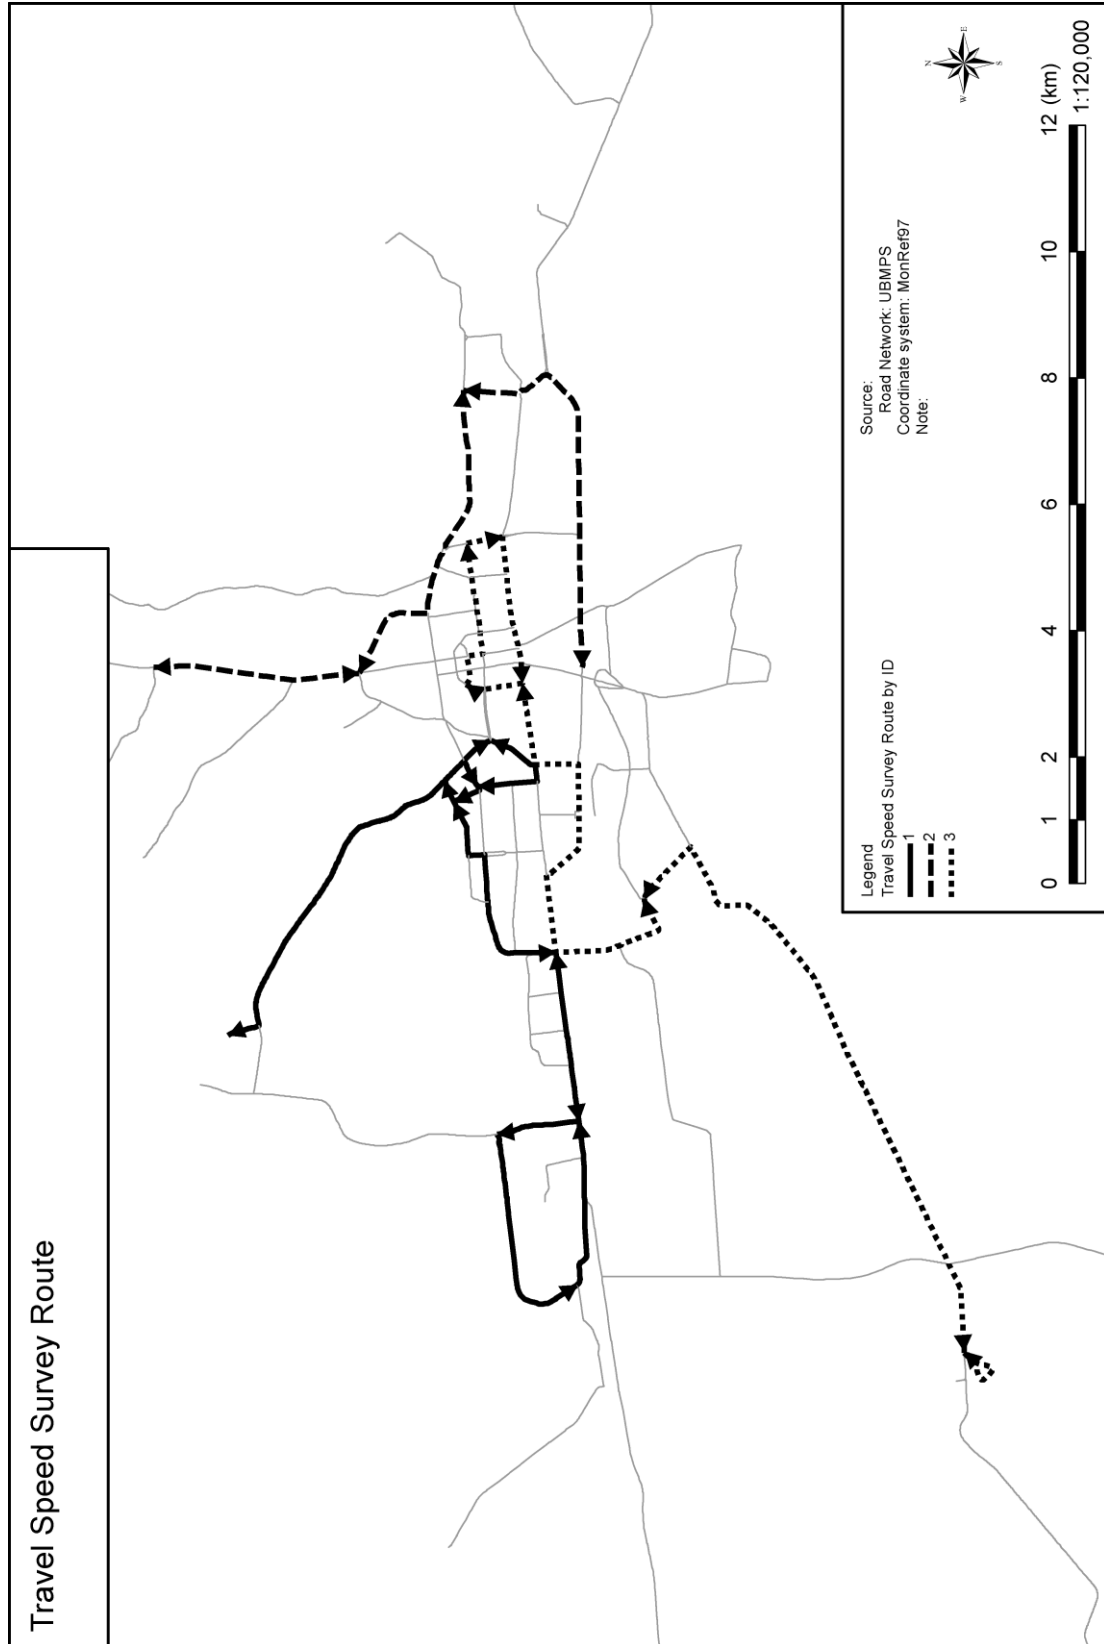 Travel Speed Survey Route
Legend
Travel Speed Survey Route by ID
1
2
3
Source:
Road Network: UBMPS
Coordinate system: MonRef97
Note:
N
E
S
W
0 1 2 4 6 8 10 12 (km)
1:120,000